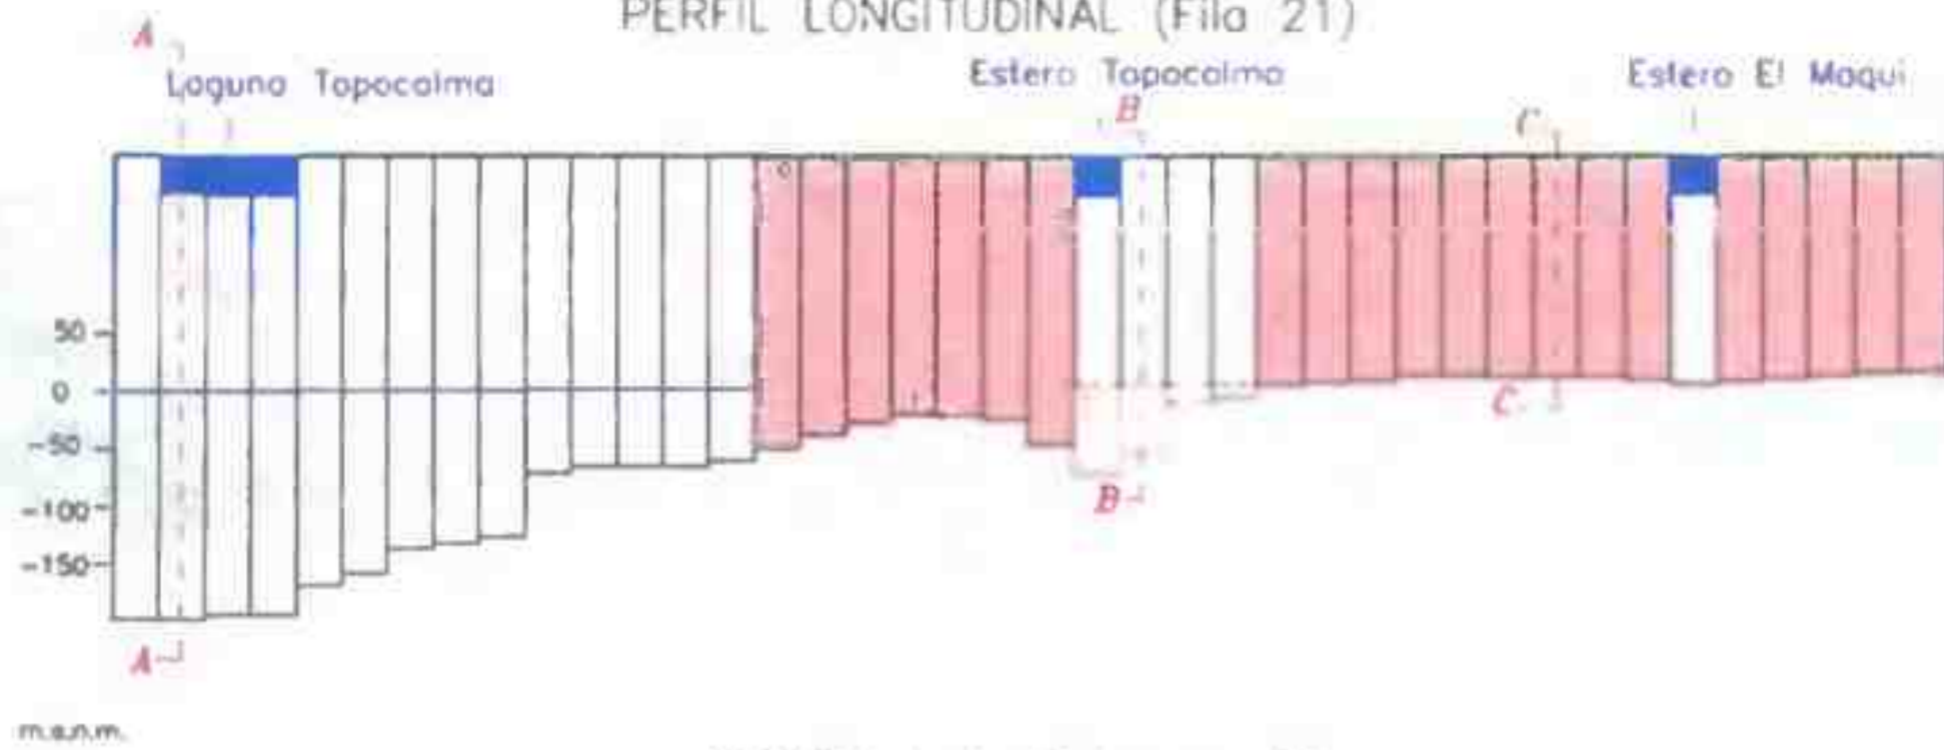 PERFIL LONGITUDINAL (Fila 21)
A
Laguna Topocalma
Estero Topocalma
Estero El Maqui
B
C
50
0
-50
-100
-150
C
B
A
m.s.n.m.